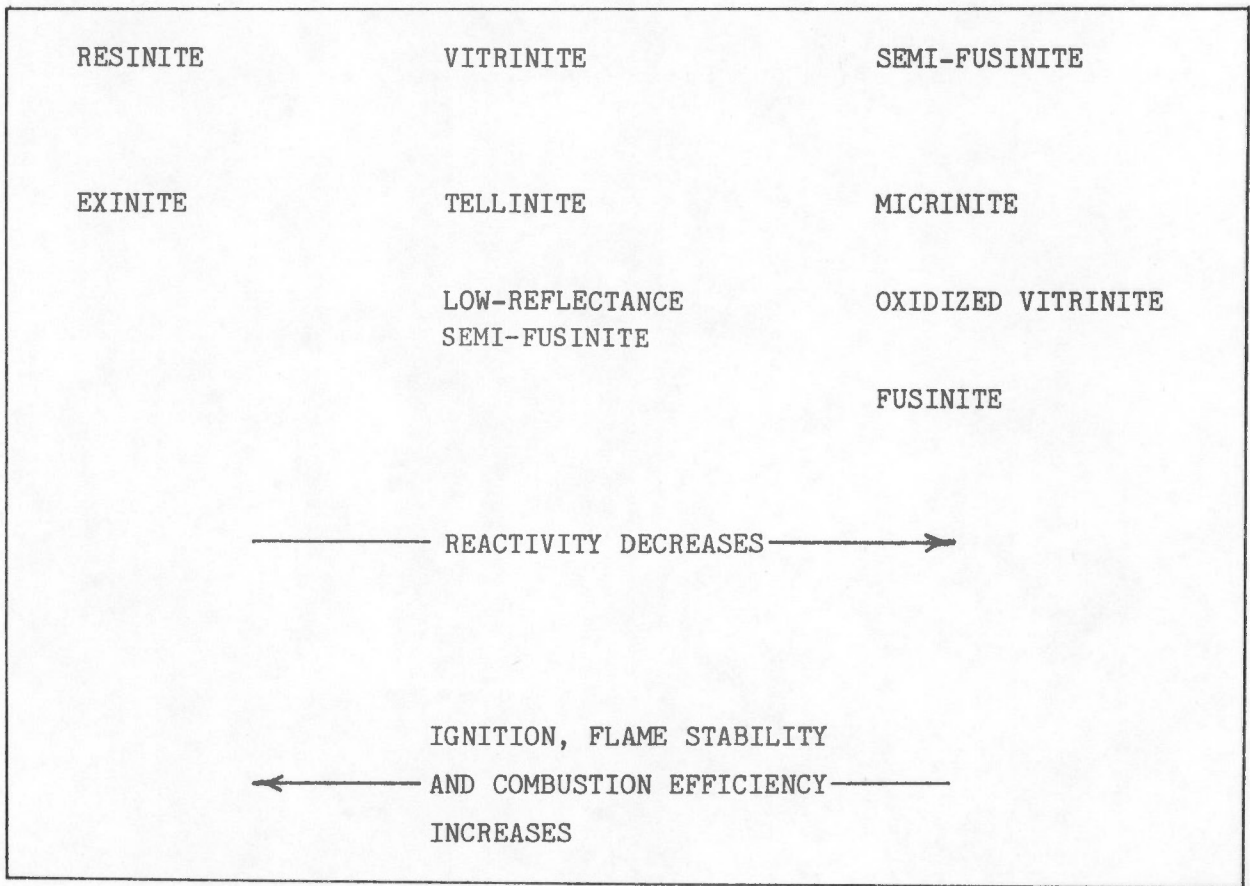 RESINITE VITRINITE SEMI-FUSINITE
EXINITE TELLINITE MICRINITE
LOW-REFLECTANCE OXIDIZED VITRINITE
SEMI-FUSINITE
FUSINITE
REACTIVITY DECREASES
IGNITION, FLAME STABILITY
AND COMBUSTION EFFICIENCY
INCREASES